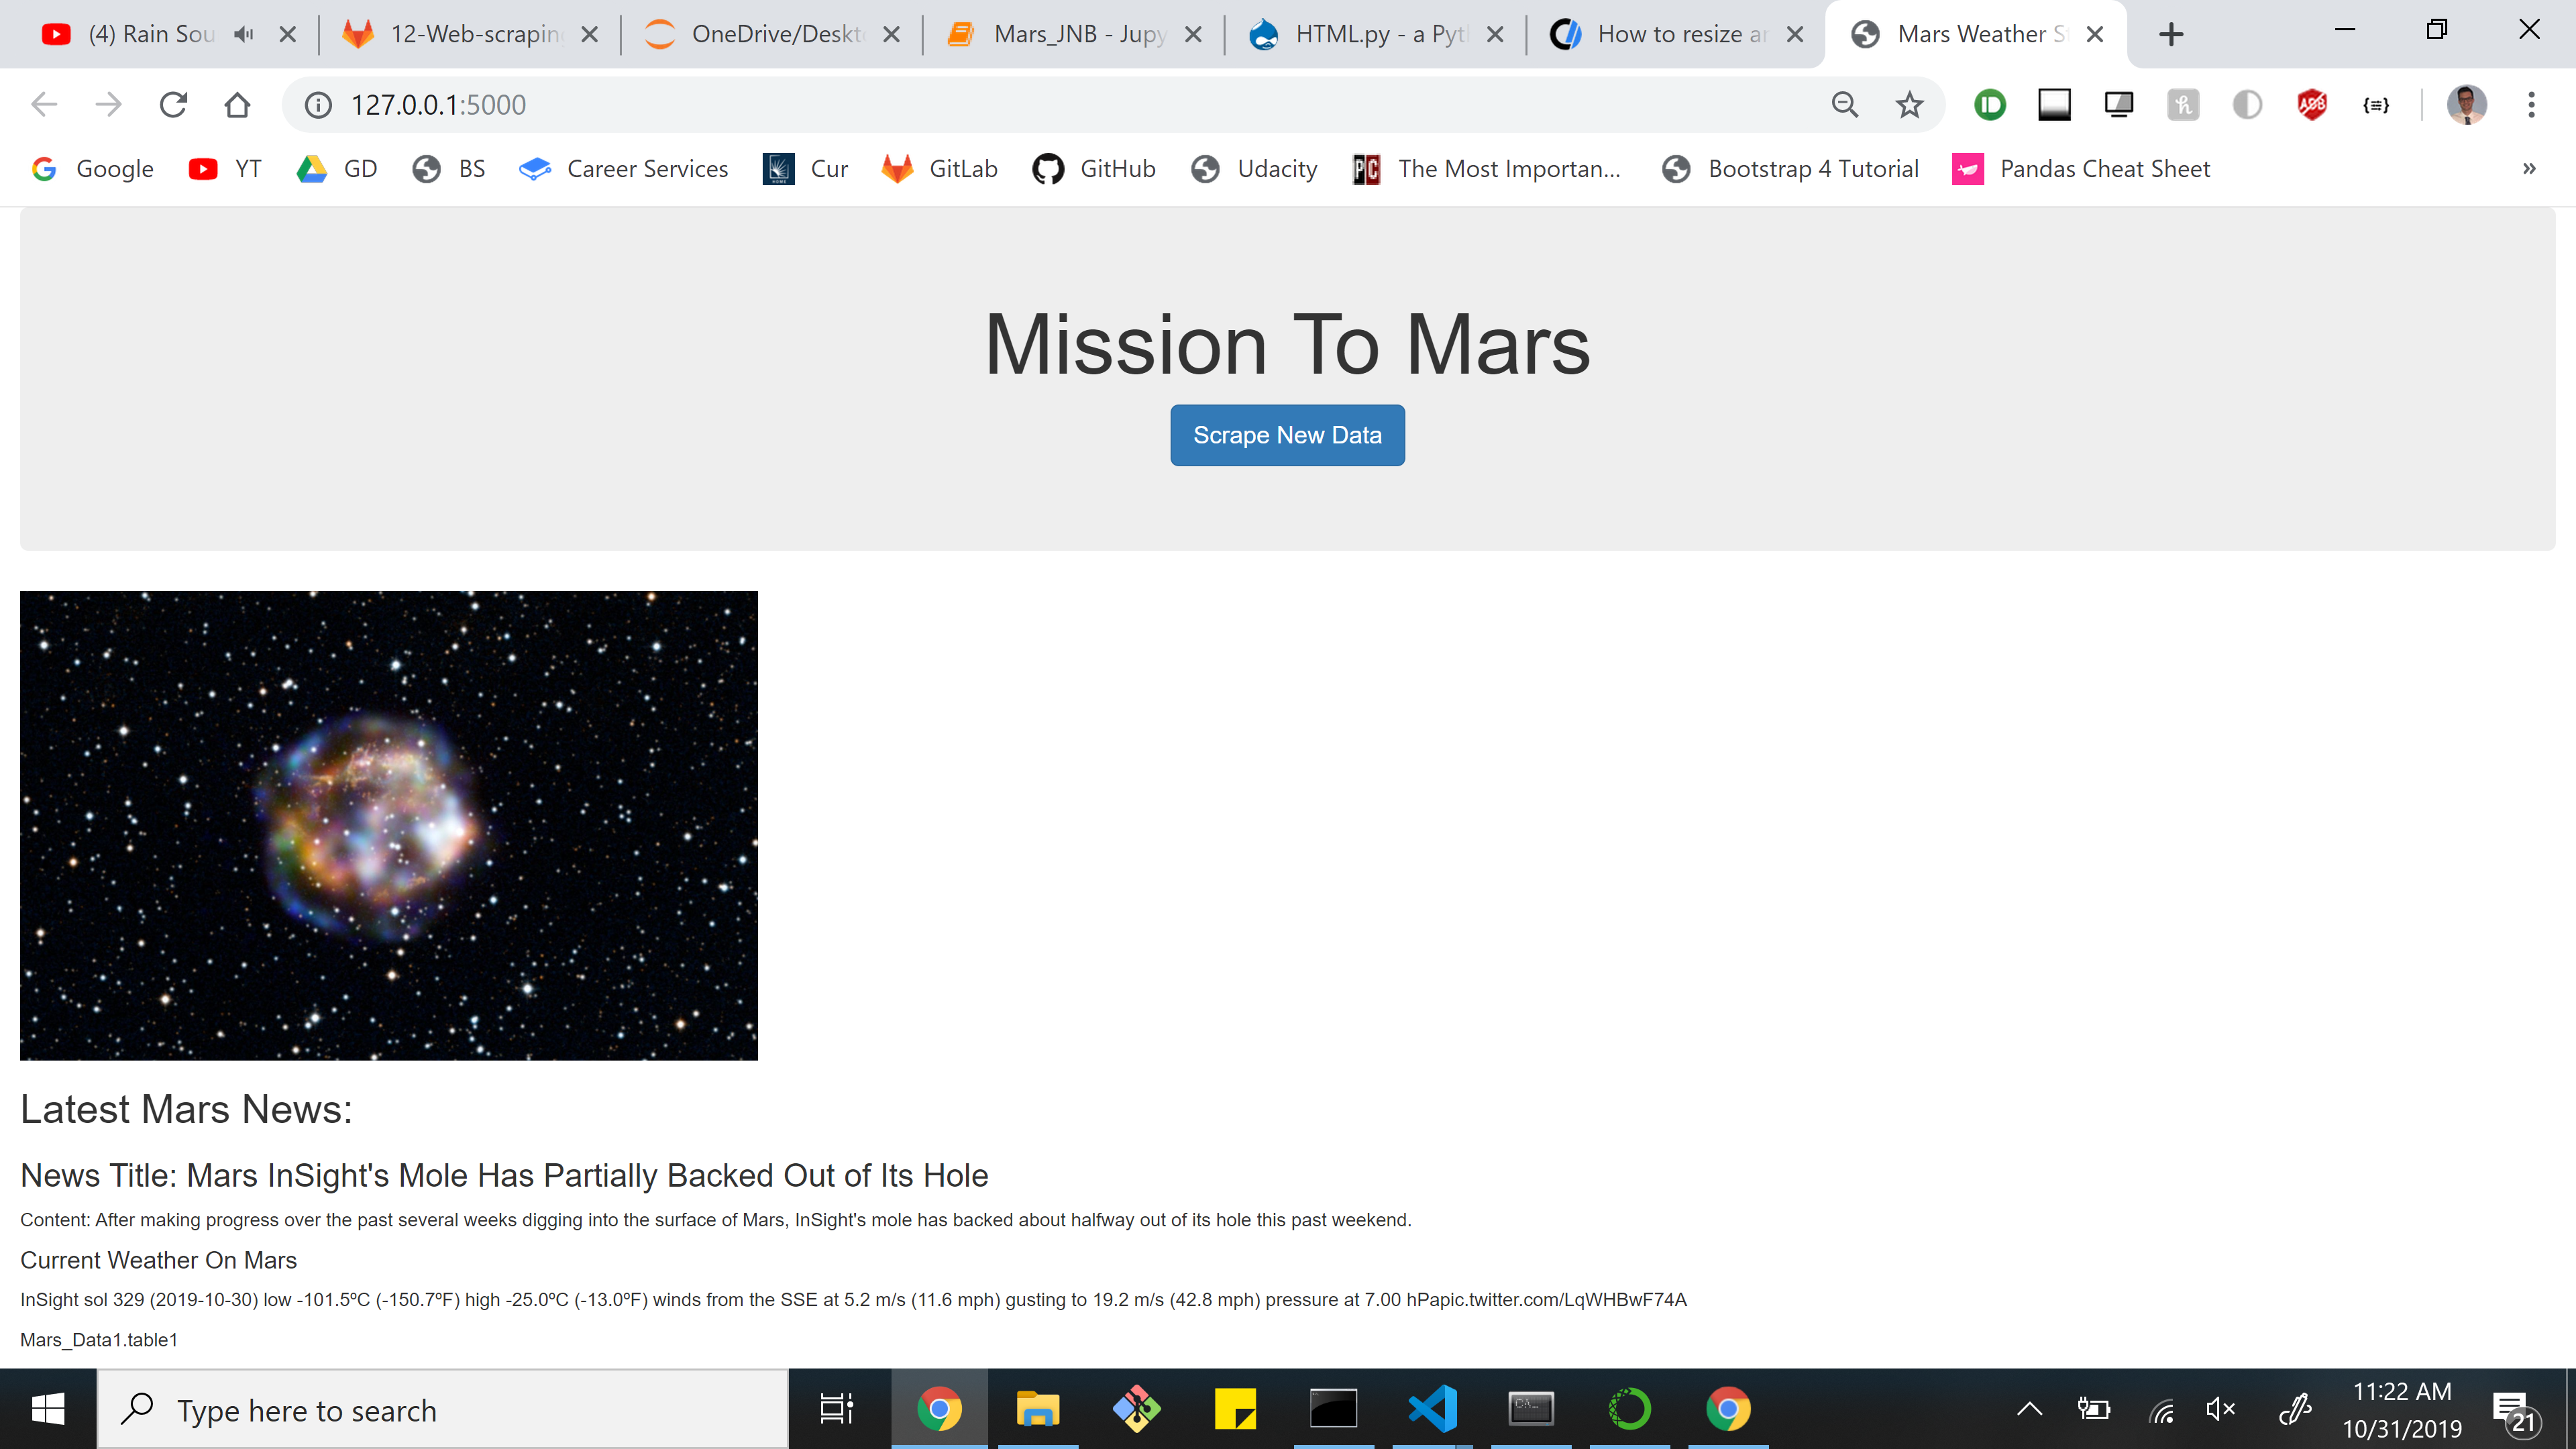 (4) Rain Sou
12-Web-scraping
OneDrive/Deskt
Mars_JNB - Jupy
HTML.py - a Pyt
How to resize an
Mars Weather S
127.0.0.1:5000
Google
YT
GD
BS
Career Services
Cur
GitLab
GitHub
Udacity
The Most Importan...
Bootstrap 4 Tutorial
Pandas Cheat Sheet
»
Mission To Mars
Scrape New Data
Latest Mars News:
News Title: Mars InSight's Mole Has Partially Backed Out of Its Hole
Content: After making progress over the past several weeks digging into the surface of Mars, InSight's mole has backed about halfway out of its hole this past weekend.
Current Weather On Mars
InSight sol 329 (2019-10-30) low -101.5ºC (-150.7ºF) high -25.0ºC (-13.0ºF) winds from the SSE at 5.2 m/s (11.6 mph) gusting to 19.2 m/s (42.8 mph) pressure at 7.00 hPapic.twitter.com/LqWHBwF74A
Mars_Data1.table1
Type here to search
11:22 AM
10/31/2019
21